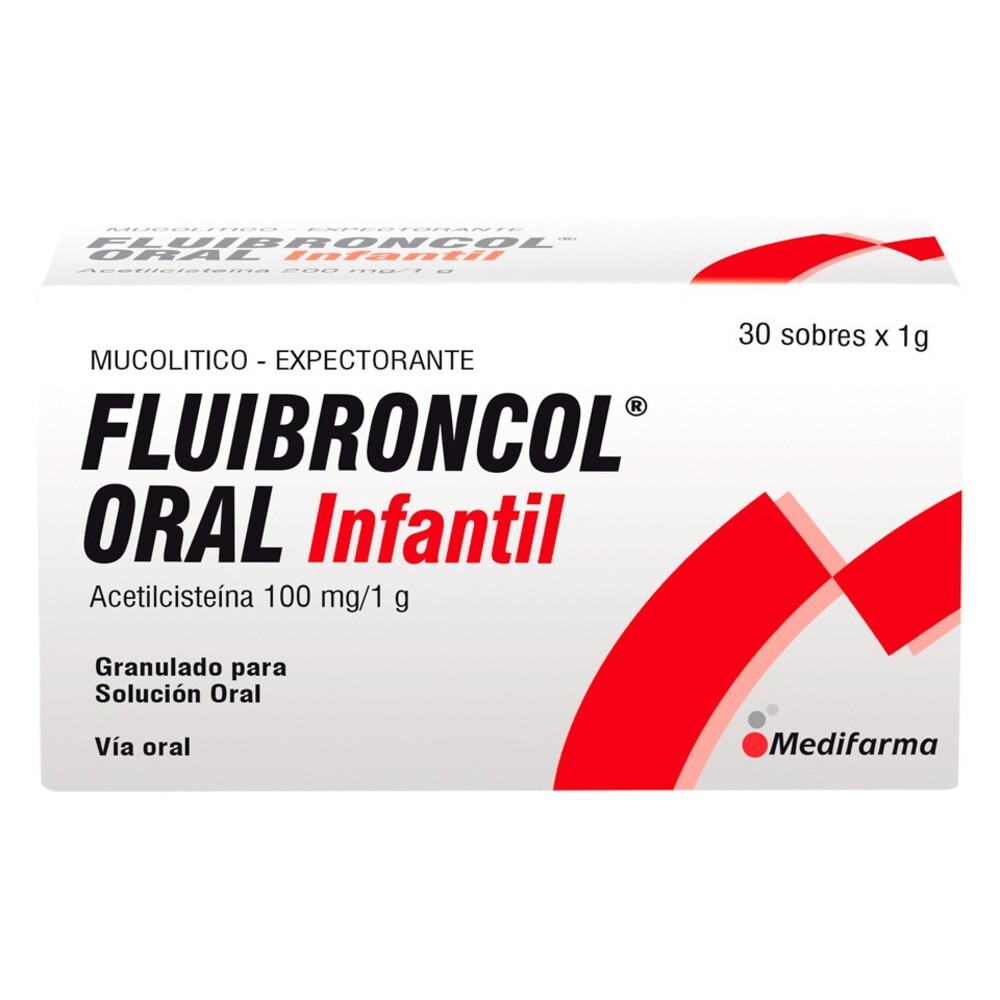 MUCOLITICO - EXPECTORANTE
FLUIBRONCOL®
ORAL Infantil
Acetilcisteína 200 mg/1 g
30 sobres x 1g
MUCOLITICO - EXPECTORANTE
FLUIBRONCOL®
ORAL Infantil
Acetilcisteína 100 mg/1 g
Granulado para
Solución Oral
Vía oral
Medifarma